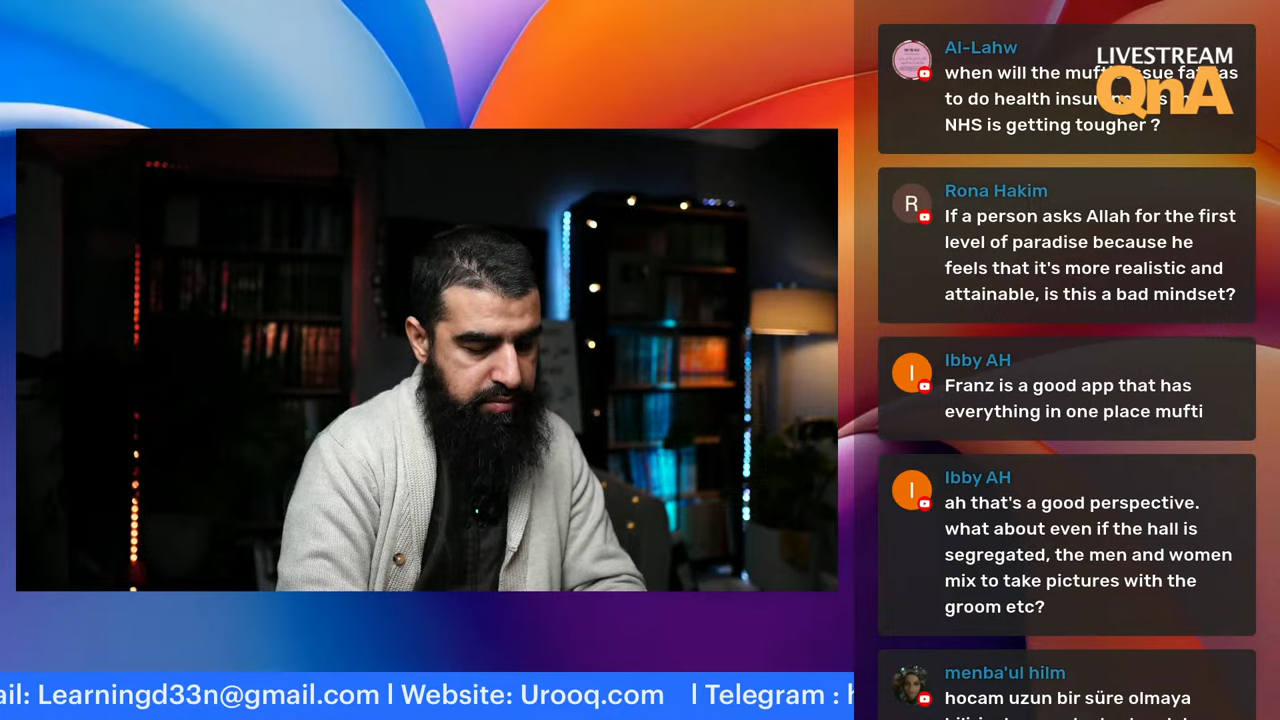 Al-Lahw
when will the mufti issue fatwas
to do health insurance as
NHS is getting tougher ?
LIVESTREAM
QnA
Rona Hakim
If a person asks Allah for the first
level of paradise because he
feels that it's more realistic and
attainable, is this a bad mindset?
Ibby AH
Franz is a good app that has
everything in one place mufti
Ibby AH
ah that's a good perspective.
what about even if the hall is
segregated, the men and women
mix to take pictures with the
groom etc?
menba'ul hilm
hocam uzun bir süre olmaya
ail: Learningd33n@gmail.com | Website: Urooq.com | Telegram : h